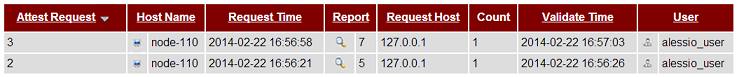 Attest Request Host Name Request Time Report Request Host Count Validate Time User
3 node-110 2014-02-22 16:56:58 7 127.0.0.1 1 2014-02-22 16:57:03 alessio_user
2 node-110 2014-02-22 16:56:21 5 127.0.0.1 1 2014-02-22 16:56:26 alessio_user